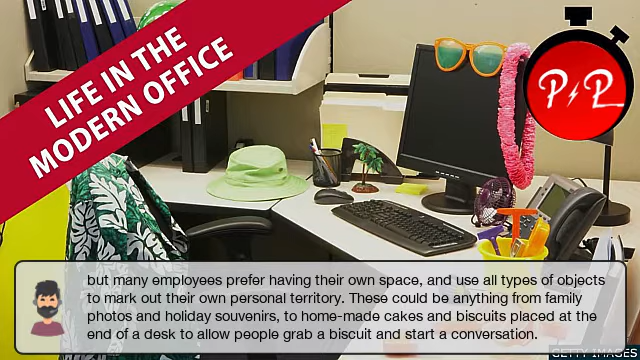 LIFE IN THE
MODERN OFFICE
P R
but many employees prefer having their own space, and use all types of objects
to mark out their own personal territory. These could be anything from family
photos and holiday souvenirs, to home-made cakes and biscuits placed at the
end of a desk to allow people grab a biscuit and start a conversation.
GETTY IMAGES